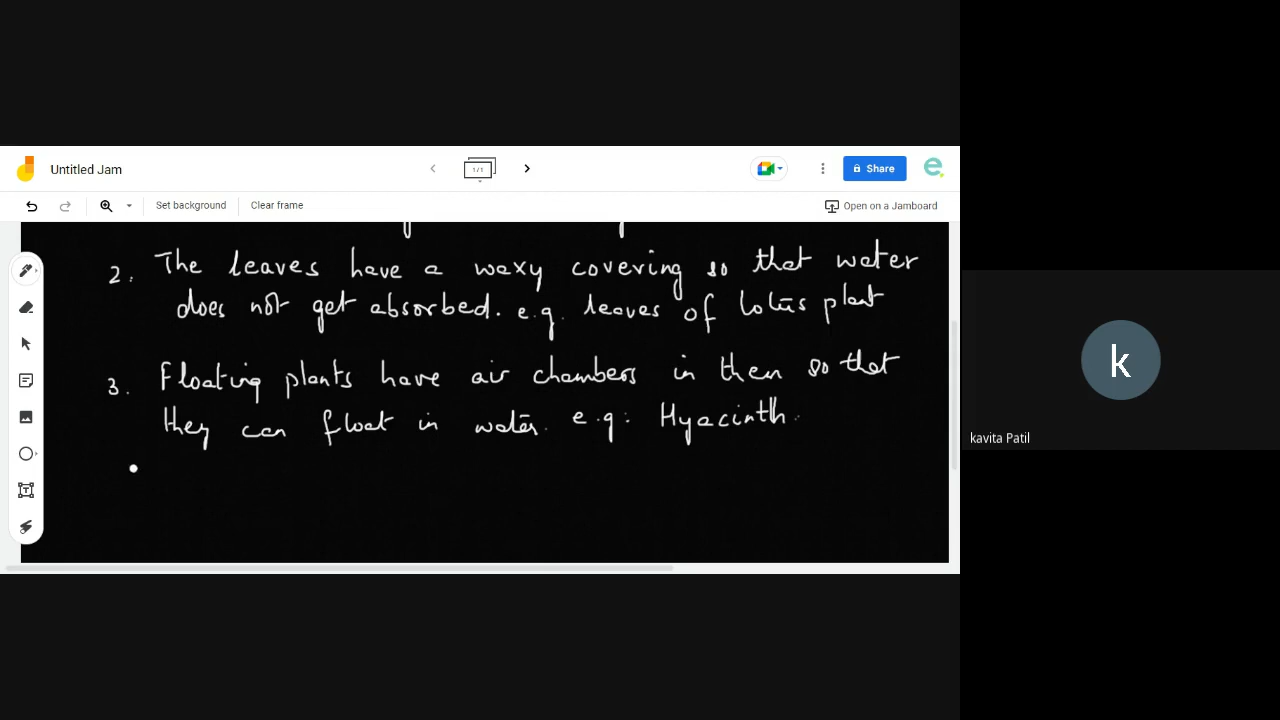 Untitled Jam
1/1
Share
Set background
Clear frame
Open on a Jamboard
2. The leaves have a waxy covering so that water
does not get absorbed. e.g. leaves of lotus plant
3. Floating plants have air chambers in them so that
they can float in water. e.g: Hyacinth.
k
kavita Patil